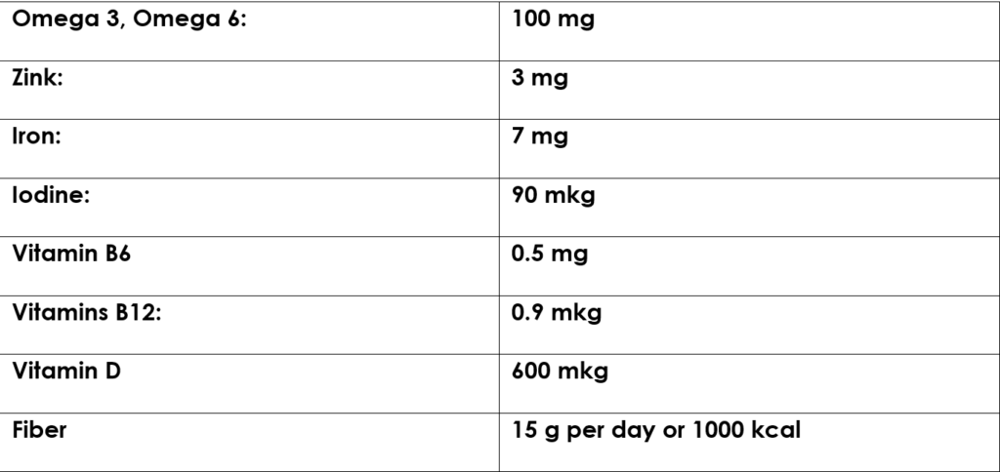 Omega 3, Omega 6: 100 mg
Zink: 3 mg
Iron: 7 mg
Iodine: 90 mkg
Vitamin B6 0.5 mg
Vitamins B12: 0.9 mkg
Vitamin D 600 mkg
Fiber 15 g per day or 1000 kcal